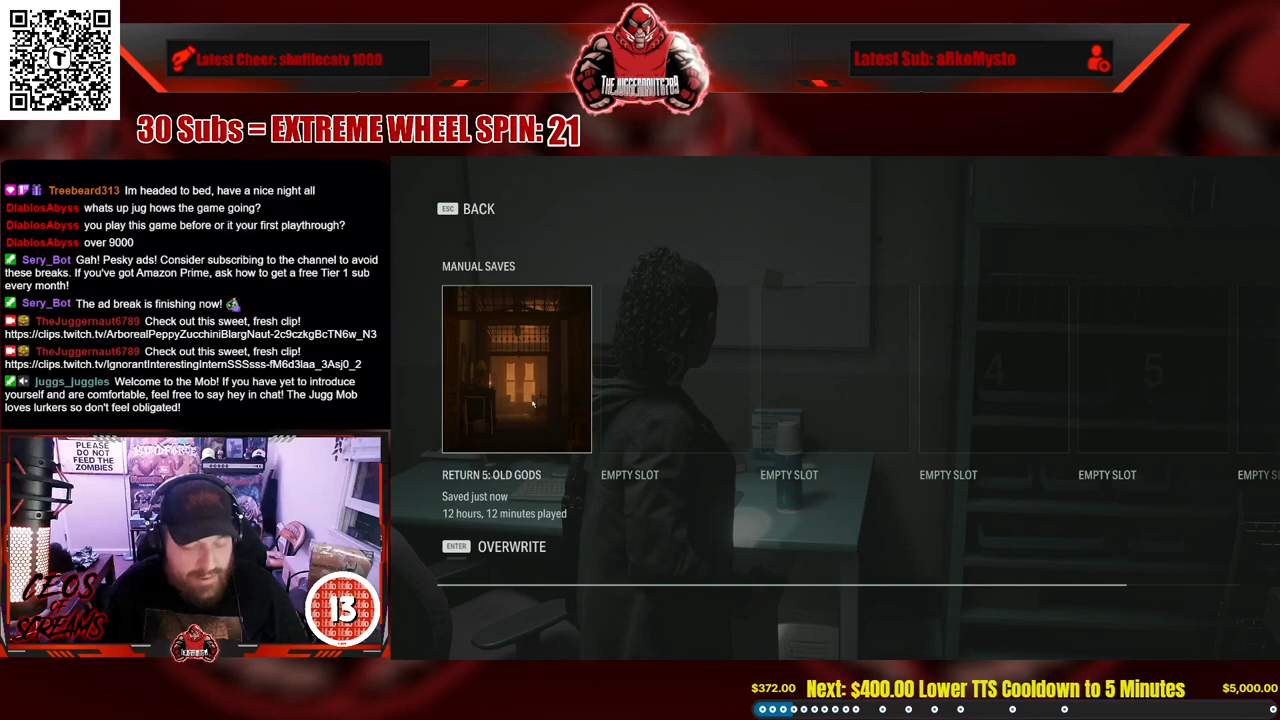 Latest Cheer: shufflecatv 1000
THEJUGGERNAUT6789
Latest Sub: aRkoMysto
30 Subs = EXTREME WHEEL SPIN: 21
Treebeard313 Im headed to bed, have a nice night all
DiablosAbyss whats up jug hows the game going?
DiablosAbyss you play this game before or it your first playthrough?
DiablosAbyss over 9000
Sery_Bot Gah! Pesky ads! Consider subscribing to the channel to avoid
these breaks. If you've got Amazon Prime, ask how to get a free Tier 1 sub
every month!
Sery_Bot The ad break is finishing now!
TheJuggernaut6789 Check out this sweet, fresh clip!
https://clips.twitch.tv/ArborealPeppyZucchiniBlargNaut-2c9czkgBcTN6w_N3
TheJuggernaut6789 Check out this sweet, fresh clip!
https://clips.twitch.tv/IgnorantInterestingInternSSSsss-fM6d3laa_3Asj0_2
juggs_juggles Welcome to the Mob! If you have yet to introduce
yourself and are comfortable, feel free to say hey in chat! The Jugg Mob
loves lurkers so don't feel obligated!
ESC BACK
MANUAL SAVES
4
5
RETURN 5: OLD GODS
EMPTY SLOT
EMPTY SLOT
EMPTY SLOT
EMPTY SLOT
EMPTY S
Saved just now
12 hours, 12 minutes played
ENTER OVERWRITE
PLEASE
DO NOT
FEED THE
ZOMBIES
LEOS
OF
SCREAMS
13
$372.00 Next: $400.00 Lower TTS Cooldown to 5 Minutes $5,000.00